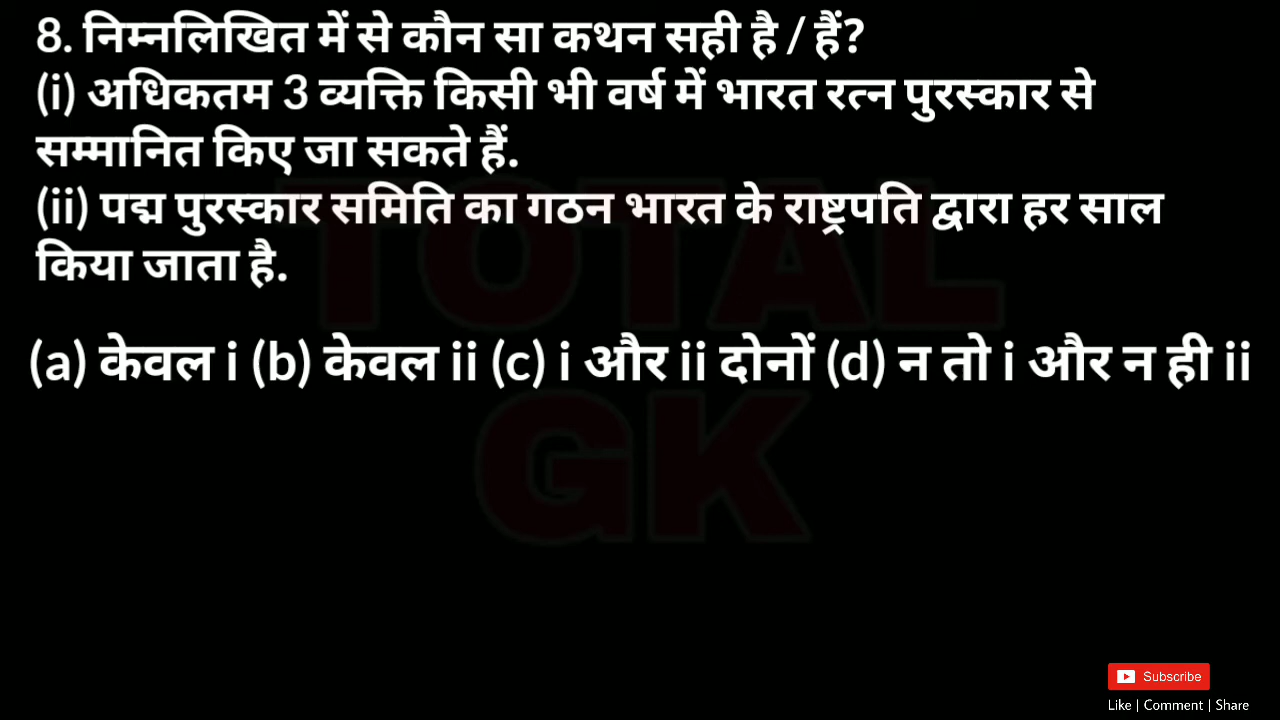 8. निम्नलिखित में से कौन सा कथन सही है / हैं?
(i) अधिकतम 3 व्यक्ति किसी भी वर्ष में भारत रत्न पुरस्कार से
सम्मानित किए जा सकते हैं.
(ii) पद्म पुरस्कार समिति का गठन भारत के राष्ट्रपति द्वारा हर साल
किया जाता है.
(a) केवल i (b) केवल ii (c) i और ii दोनों (d) न तो i और न ही ii
TOTAL
GK
Subscribe
Like | Comment | Share